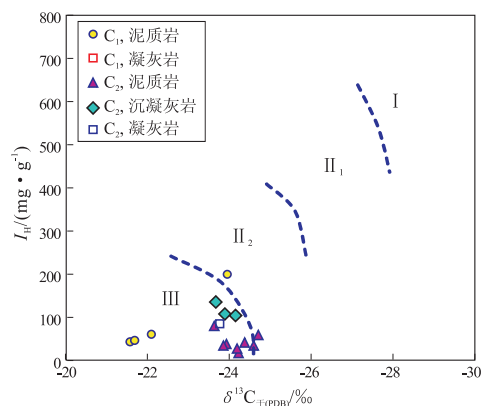 800
700
600
400
300
200
100
0
I_H/(mg·g⁻¹)
C₁, 泥质岩
C₁, 凝灰岩
C₂, 泥质岩
C₂, 沉凝灰岩
C₂, 凝灰岩
I
II₁
II₂
III
-20
-22
-24
-26
-28
-30
δ¹³C干(PDB)/‰